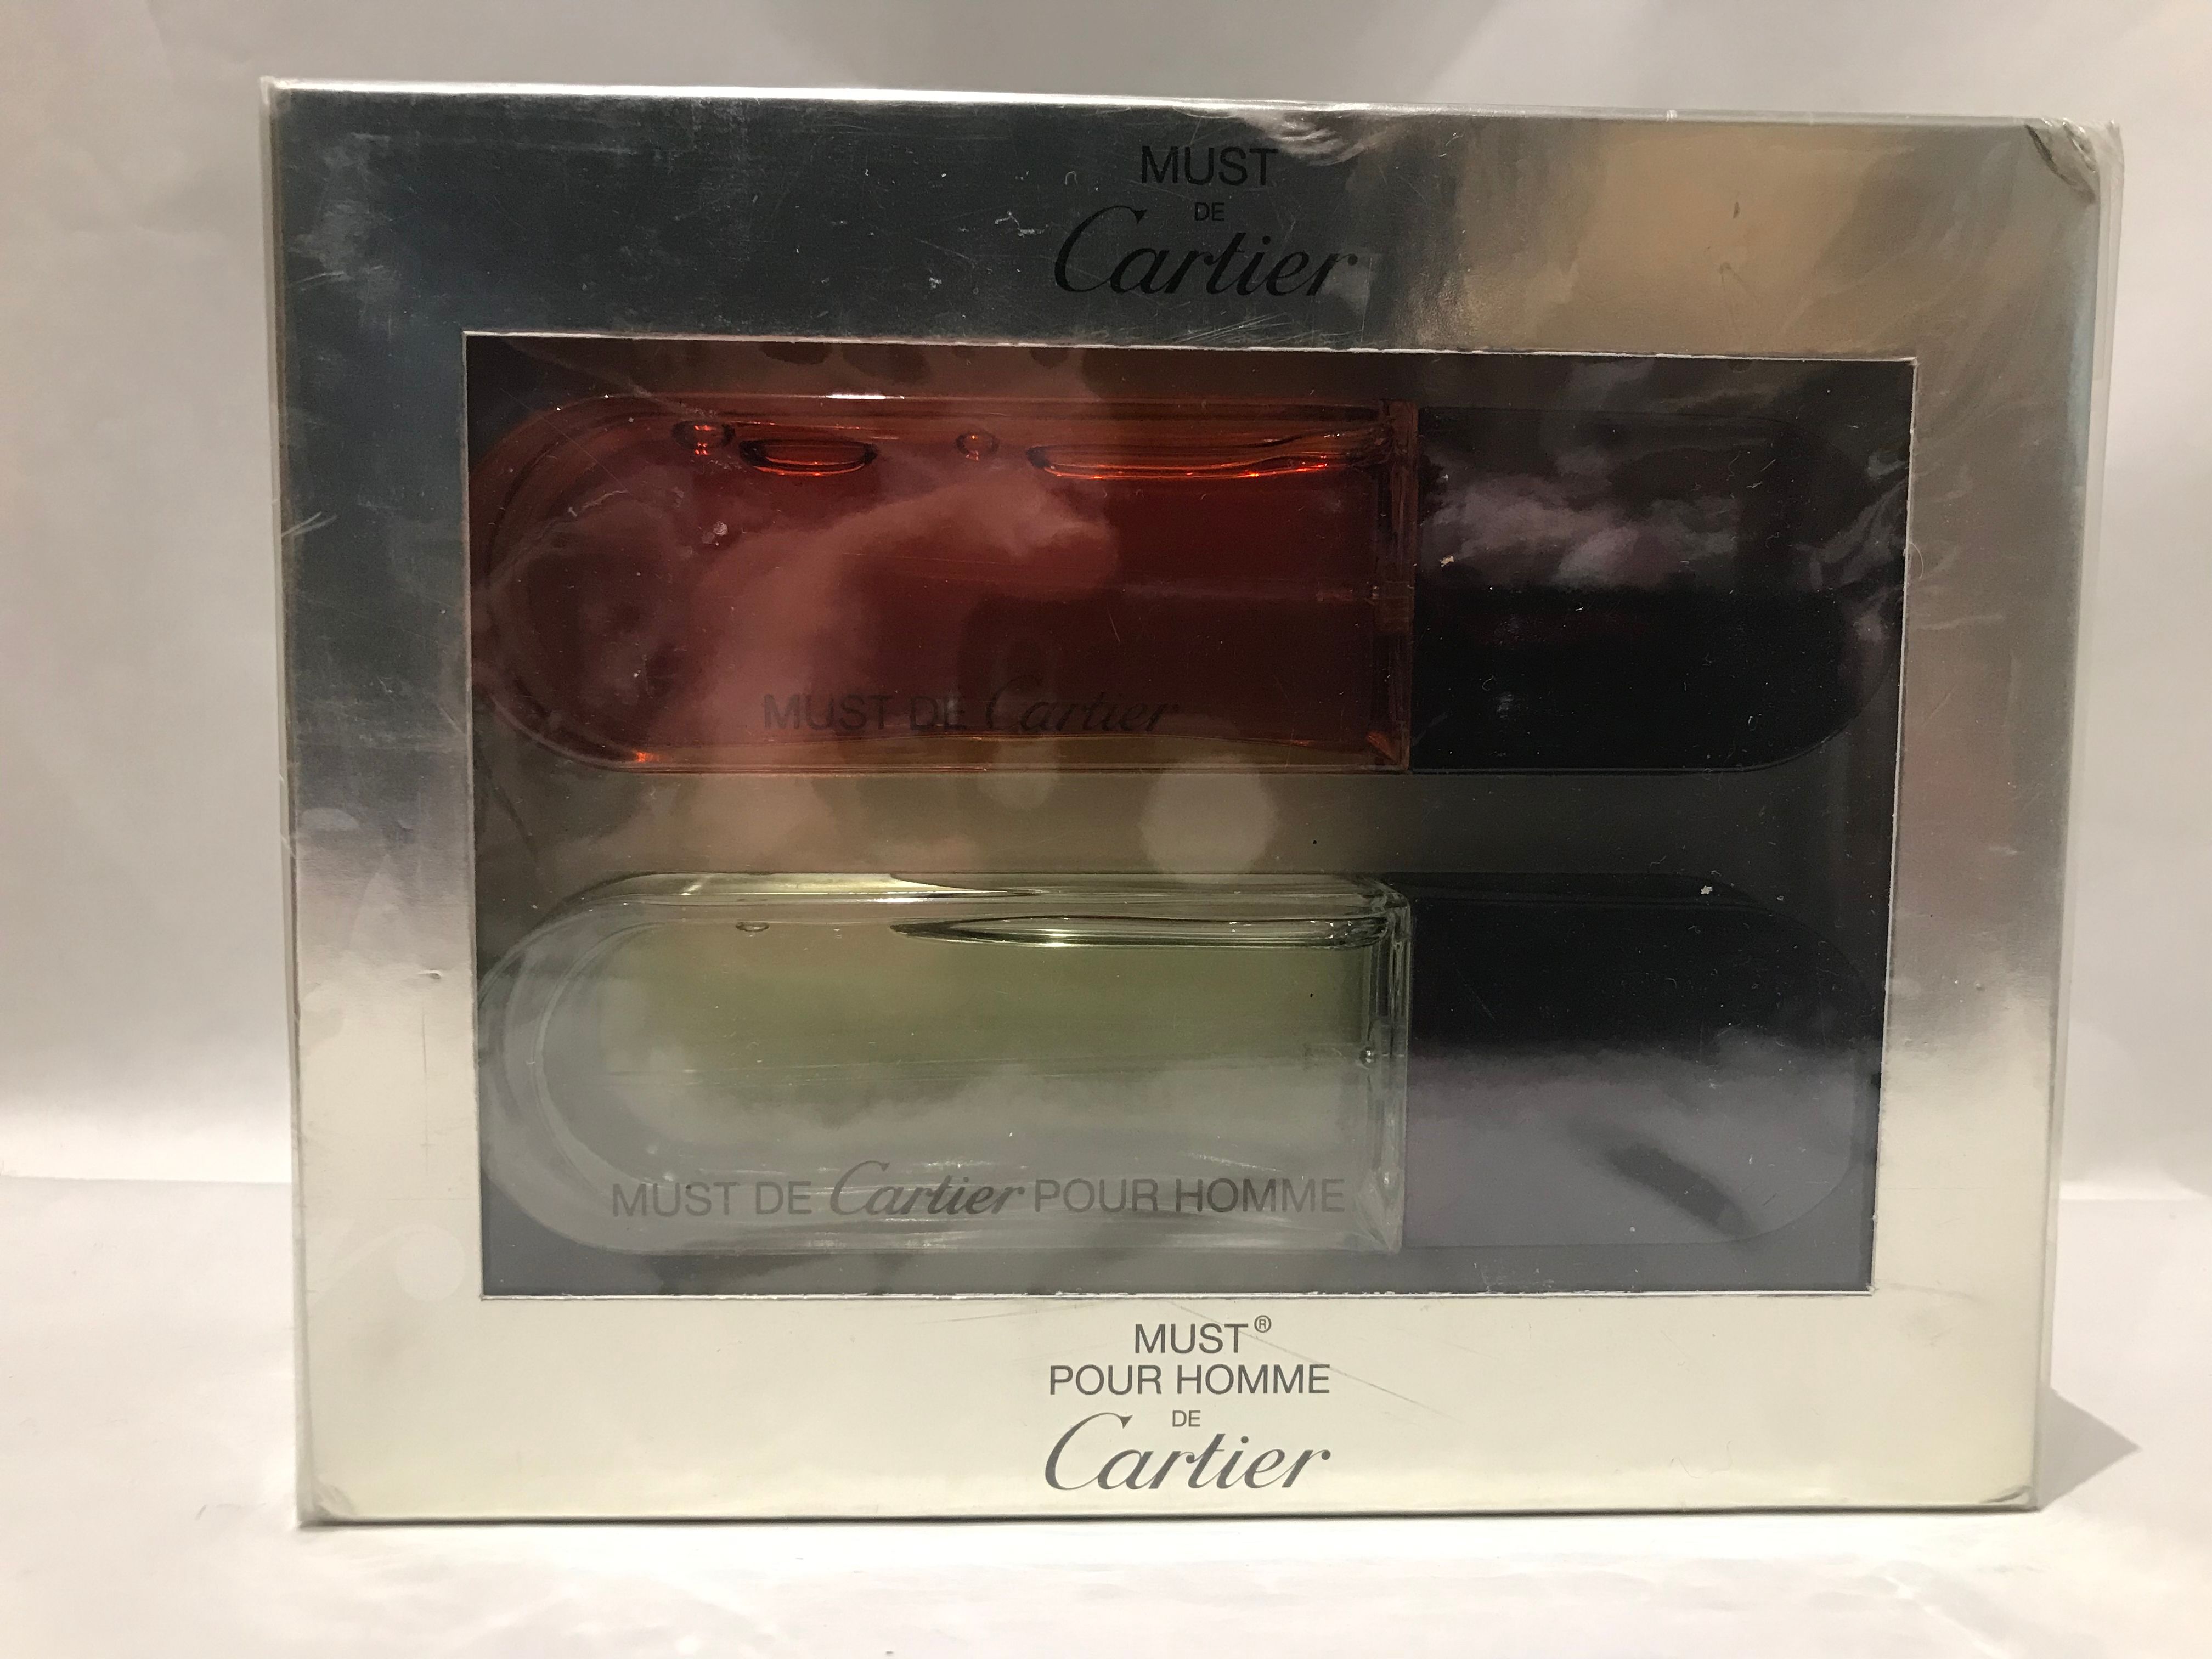 MUST
DE
Cartier
MUST DE Cartier
MUST DE Cartier POUR HOMME
MUST®
POUR HOMME
DE
Cartier